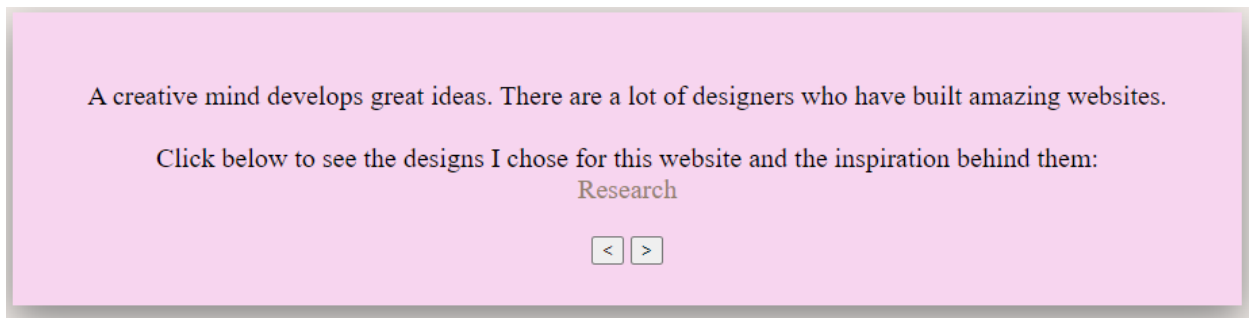 A creative mind develops great ideas. There are a lot of designers who have built amazing websites.
Click below to see the designs I chose for this website and the inspiration behind them:
Research
< >